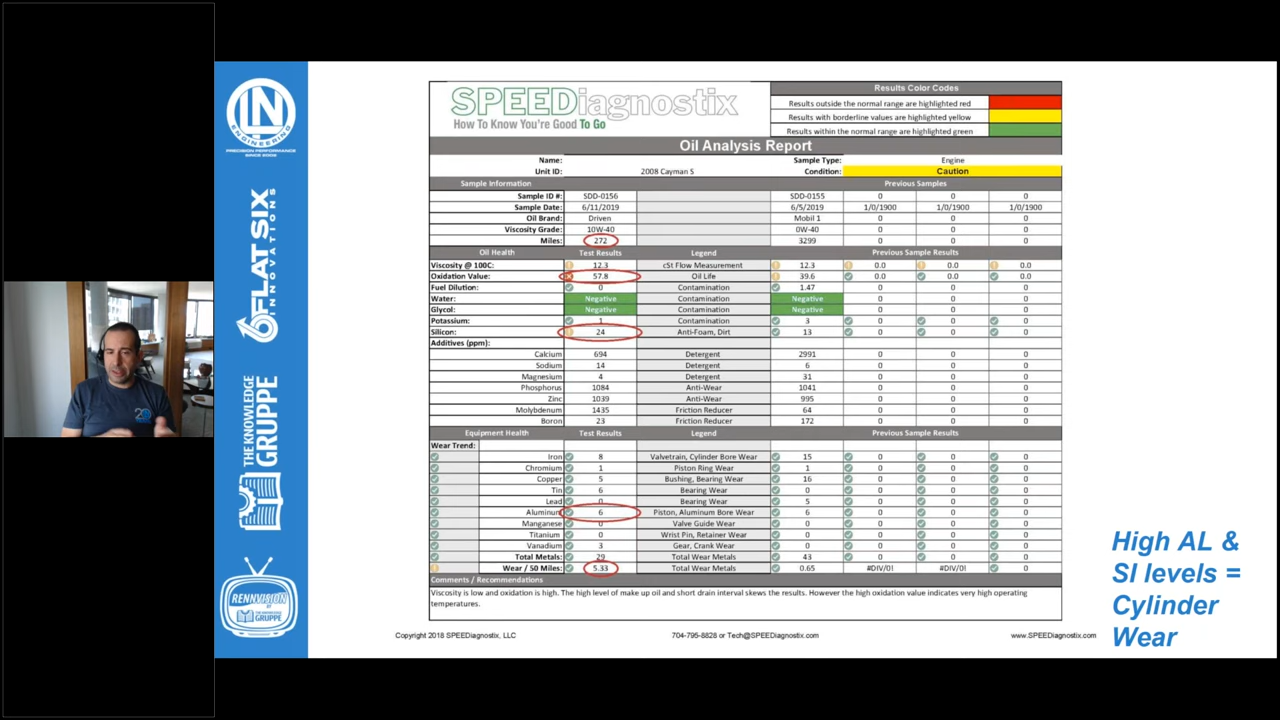 LN
ENGINEERING
PRECISION PERFORMANCE
SINCE 2002
FLAT SIX
INNOVATIONS
THE KNOWLEDGE
GRUPPE
RENNVISION
BY
THE KNOWLEDGE
GRUPPE
20
SPEEDiagnostix
How To Know You're Good To Go
Results Color Codes
Results outside the normal range are highlighted red
Results with borderline values are highlighted yellow
Results within the normal range are highlighted green
Oil Analysis Report
Name: Sample Type: Engine
Unit ID: 2008 Cayman S Condition: Caution
Sample Information Previous Samples
Sample ID #: SDD-0156 SDD-0155 0 0 0
Sample Date: 6/11/2019 6/5/2019 1/0/1900 1/0/1900 1/0/1900
Oil Brand: Driven Mobil 1 0 0 0
Viscosity Grade: 10W-40 0W-40 0 0 0
Miles: 272 3299 0 0 0
Oil Health Test Results Legend Previous Sample Results
Viscosity @ 100C: 12.3 cSt Flow Measurement 12.3 0.0 0.0 0.0
Oxidation Value: 57.8 Oil Life 39.6 0.0 0.0 0.0
Fuel Dilution: 0 Contamination 1.47 0 0 0
Water: Negative Contamination Negative 0 0 0
Glycol: Negative Contamination Negative 0 0 0
Potassium: 1 Contamination 3 0 0 0
Silicon: 24 Anti-Foam, Dirt 13 0 0 0
Additives (ppm):
Calcium 694 Detergent 2991 0 0 0
Sodium 14 Detergent 6 0 0 0
Magnesium 4 Detergent 31 0 0 0
Phosphorus 1084 Anti-Wear 1041 0 0 0
Zinc 1039 Anti-Wear 995 0 0 0
Molybdenum 1435 Friction Reducer 64 0 0 0
Boron 23 Friction Reducer 172 0 0 0
Equipment Health Test Results Legend Previous Sample Results
Wear Trend:
Iron 8 Valvetrain, Cylinder Bore Wear 15 0 0 0
Chromium 1 Piston Ring Wear 1 0 0 0
Copper 5 Bushing, Bearing Wear 16 0 0 0
Tin 6 Bearing Wear 0 0 0 0
Lead 0 Bearing Wear 5 0 0 0
Aluminum 6 Piston, Aluminum Bore Wear 6 0 0 0
Manganese 0 Valve Guide Wear 0 0 0 0
Titanium 0 Wrist Pin, Retainer Wear 0 0 0 0
Vanadium 3 Gear, Crank Wear 0 0 0 0
Total Metals: 29 Total Wear Metals 43 0 0 0
Wear / 50 Miles: 5.33 Total Wear Metals 0.65 #DIV/0! #DIV/0! 0
Comments / Recommendations
Viscosity is low and oxidation is high. The high level of make up oil and short drain interval skews the results. However the high oxidation value indicates very high operating
temperatures.
Copyright 2018 SPEEDiagnostix, LLC 704-795-8828 or Tech@SPEEDiagnostix.com www.SPEEDiagnostix.com
High AL &
SI levels =
Cylinder
Wear